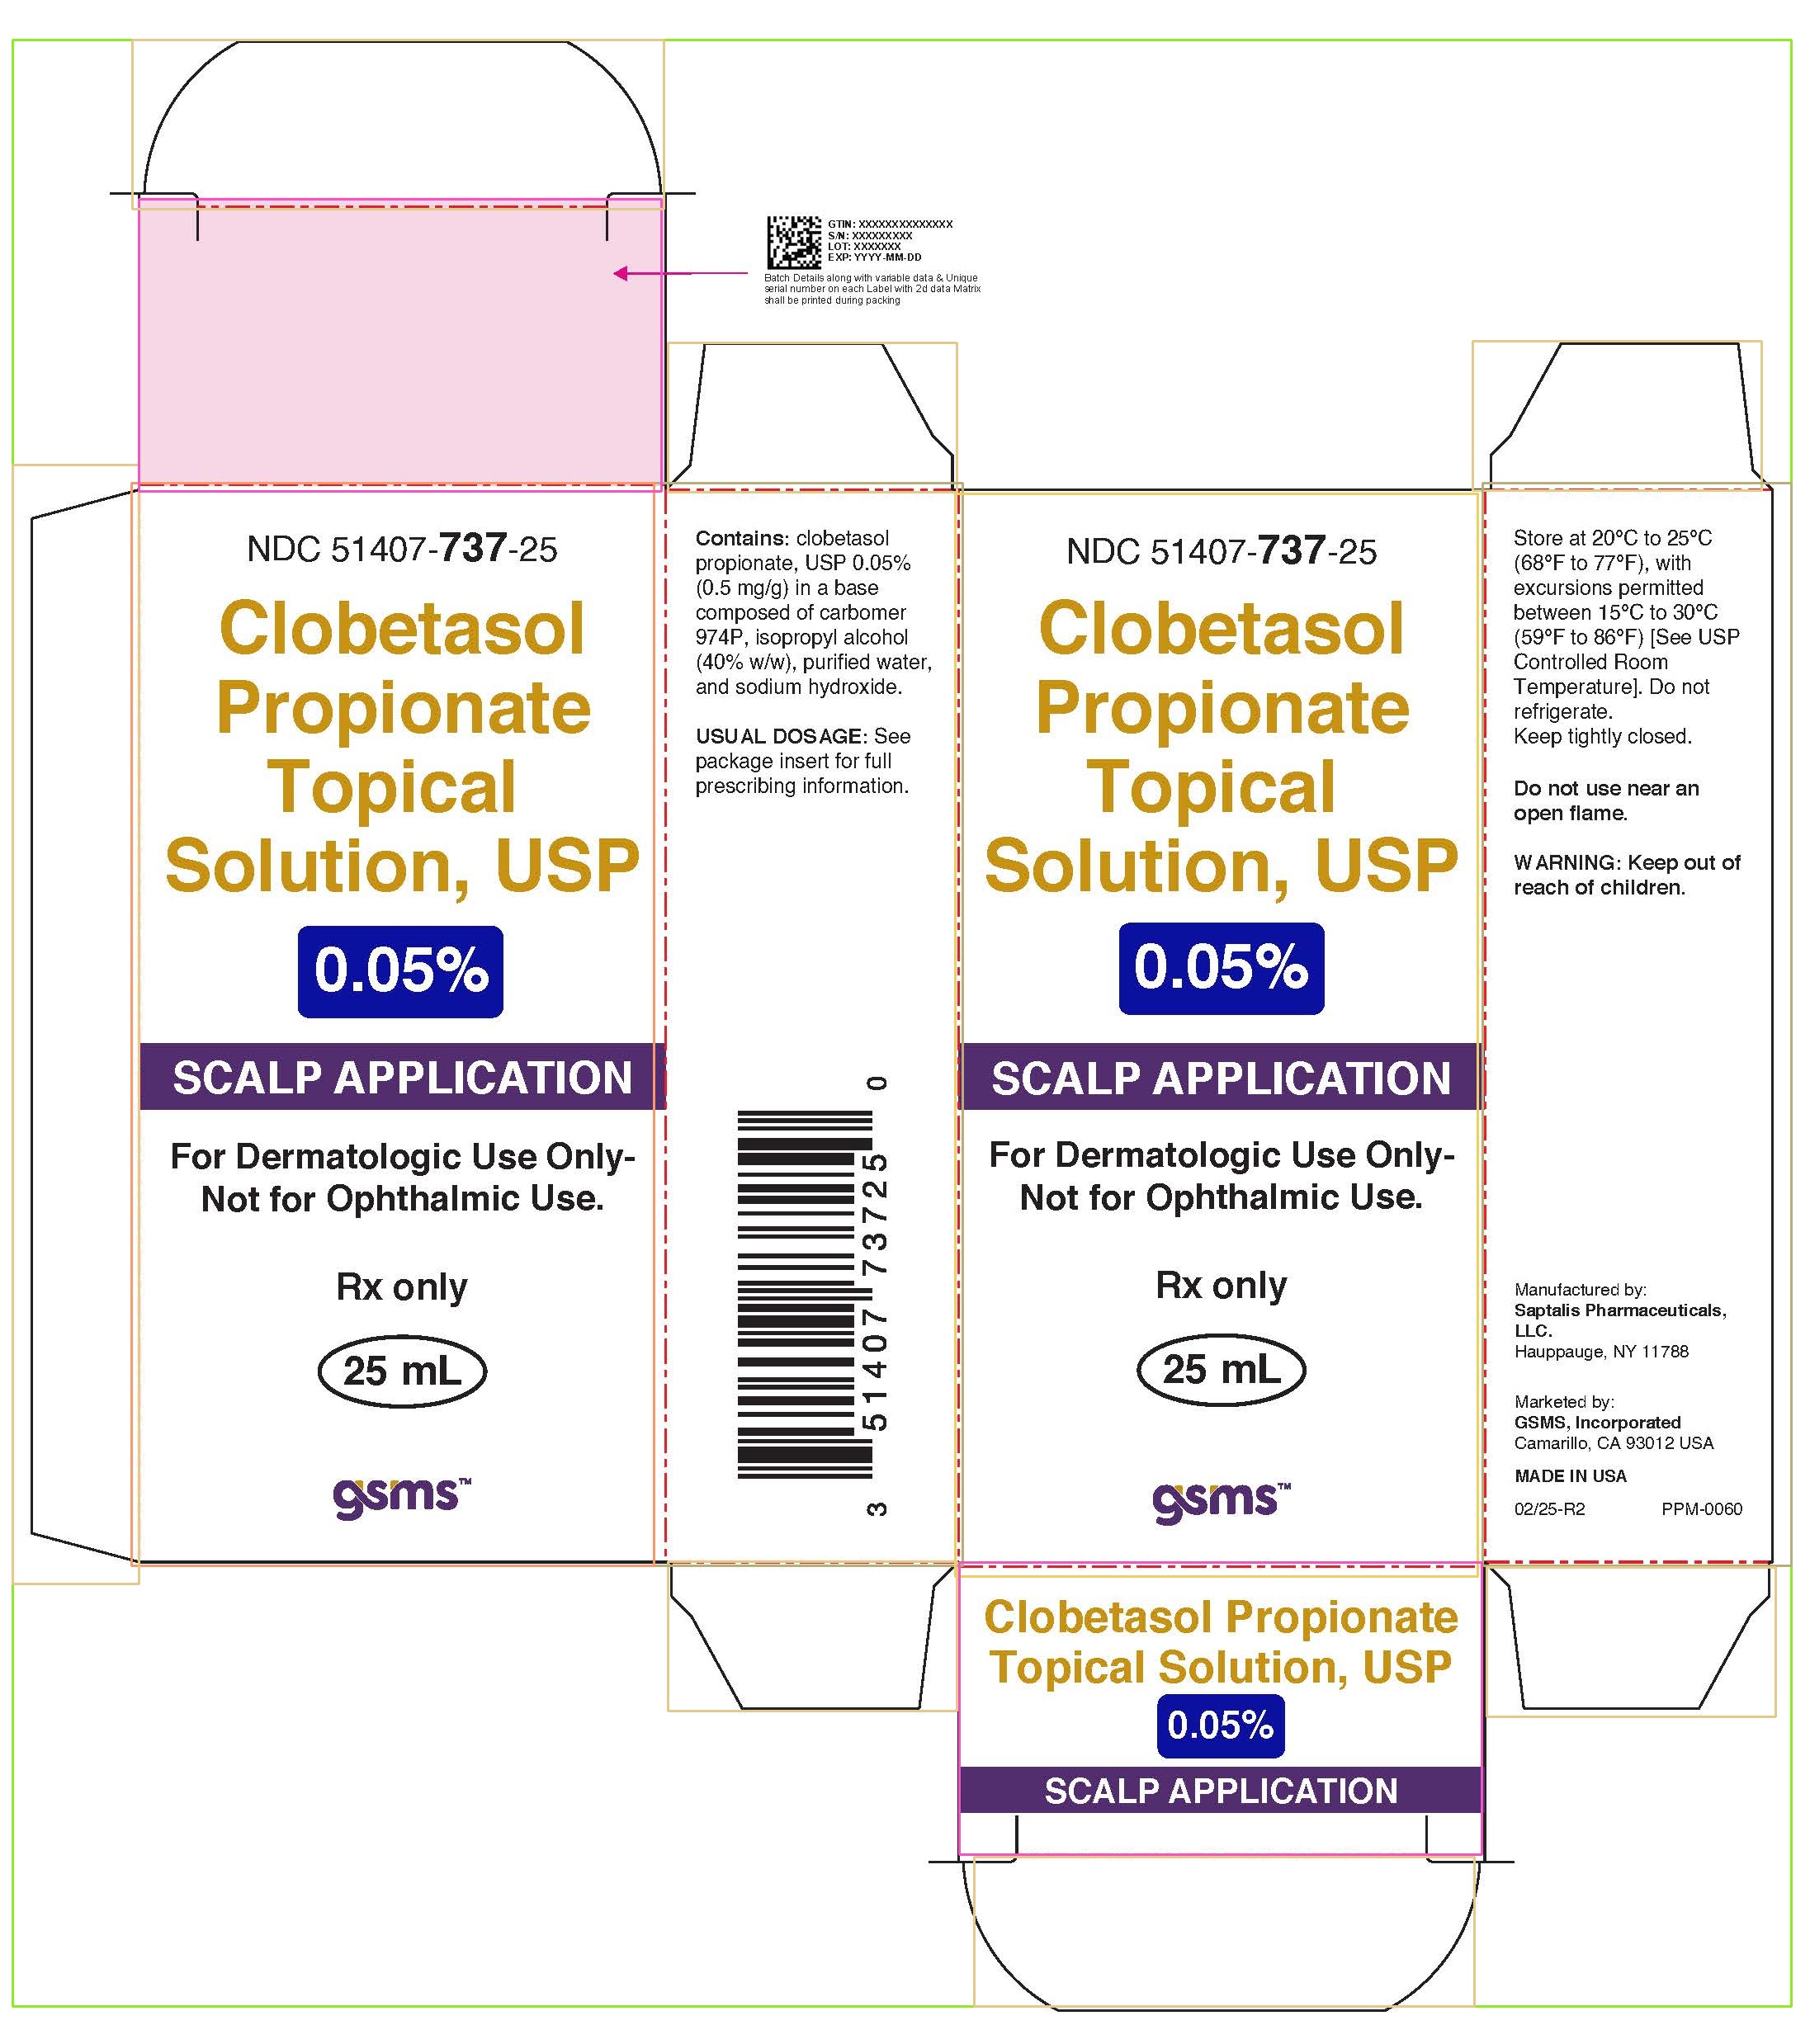 GTIN: XXXXXXXXXXXXXX
S/N: XXXXXXXXX
LOT: XXXXXXX
EXP: YYYY-MM-DD
Batch Details along with variable data & Unique
serial number on each Label with 2d data Matrix
shall be printed during packing
NDC 51407-737-25
Clobetasol
Propionate
Topical
Solution, USP
0.05%
SCALP APPLICATION
For Dermatologic Use Only-
Not for Ophthalmic Use.
Rx only
25 mL
gsms™
Contains: clobetasol
propionate, USP 0.05%
(0.5 mg/g) in a base
composed of carbomer
974P, isopropyl alcohol
(40% w/w), purified water,
and sodium hydroxide.
USUAL DOSAGE: See
package insert for full
prescribing information.
3 51407 73725 0
NDC 51407-737-25
Clobetasol
Propionate
Topical
Solution, USP
0.05%
SCALP APPLICATION
For Dermatologic Use Only-
Not for Ophthalmic Use.
Rx only
25 mL
gsms™
Store at 20°C to 25°C
(68°F to 77°F), with
excursions permitted
between 15°C to 30°C
(59°F to 86°F) [See USP
Controlled Room
Temperature]. Do not
refrigerate.
Keep tightly closed.
Do not use near an
open flame.
WARNING: Keep out of
reach of children.
Manufactured by:
Saptalis Pharmaceuticals,
LLC.
Hauppauge, NY 11788
Marketed by:
GSMS, Incorporated
Camarillo, CA 93012 USA
MADE IN USA
02/25-R2 PPM-0060
Clobetasol Propionate
Topical Solution, USP
0.05%
SCALP APPLICATION